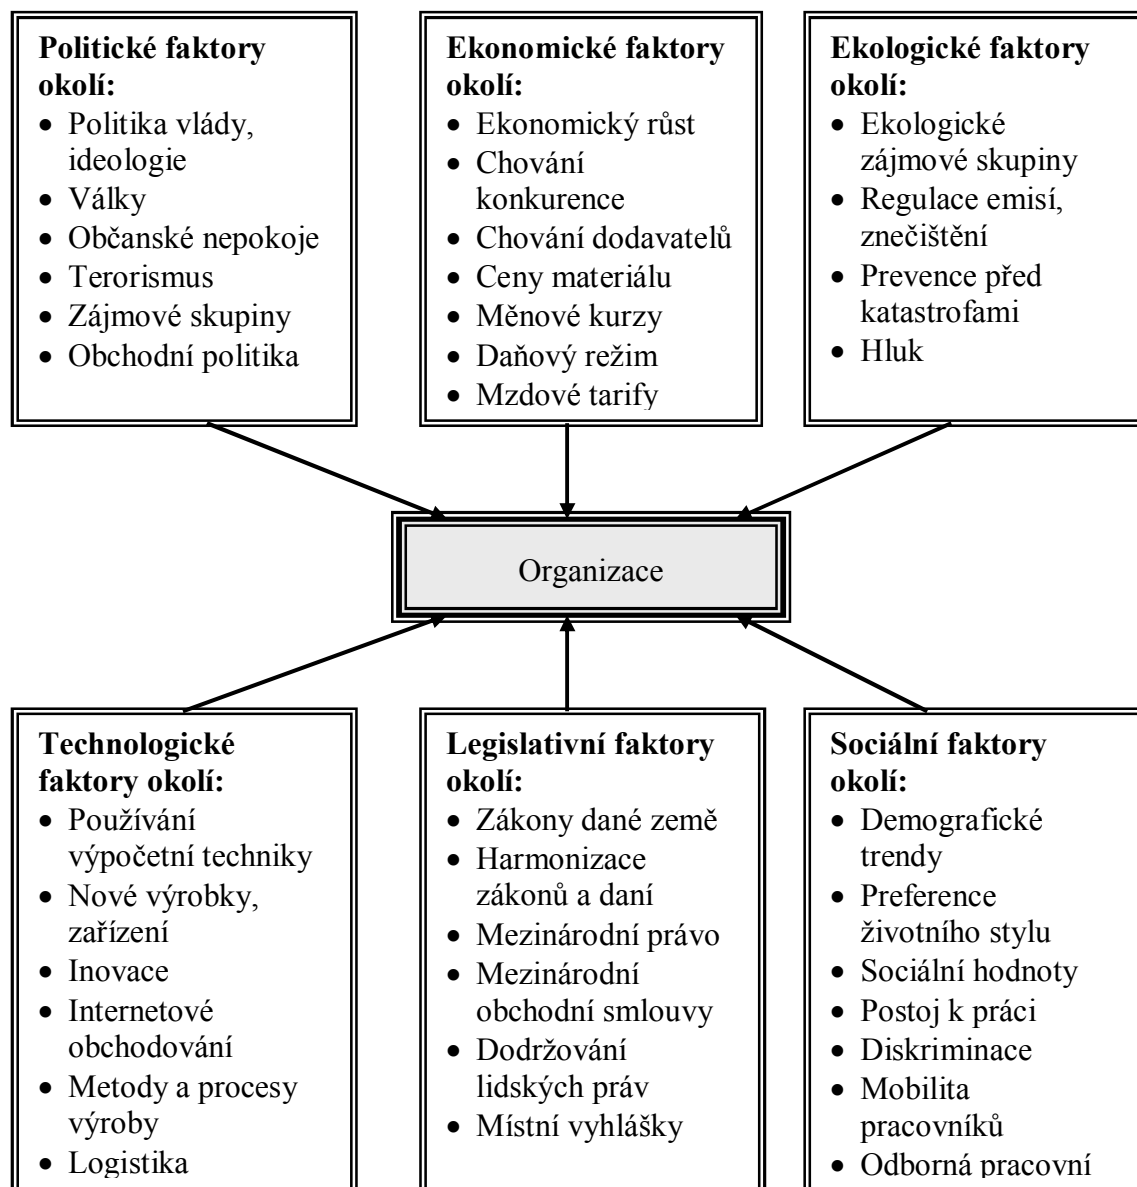 Politické faktory
okolí:
• Politika vlády,
ideologie
• Války
• Občanské nepokoje
• Terorismus
• Zájmové skupiny
• Obchodní politika
Ekonomické faktory
okolí:
• Ekonomický růst
• Chování
konkurence
• Chování dodavatelů
• Ceny materiálu
• Měnové kurzy
• Daňový režim
• Mzdové tarify
Ekologické faktory
okolí:
• Ekologické
zájmové skupiny
• Regulace emisí,
znečištění
• Prevence před
katastrofami
• Hluk
Organizace
Technologické
faktory okolí:
• Používání
výpočetní techniky
• Nové výrobky,
zařízení
• Inovace
• Internetové
obchodování
• Metody a procesy
výroby
• Logistika
Legislativní faktory
okolí:
• Zákony dané země
• Harmonizace
zákonů a daní
• Mezinárodní právo
• Mezinárodní
obchodní smlouvy
• Dodržování
lidských práv
• Místní vyhlášky
Sociální faktory
okolí:
• Demografické
trendy
• Preference
životního stylu
• Sociální hodnoty
• Postoj k práci
• Diskriminace
• Mobilita
pracovníků
• Odborná pracovní